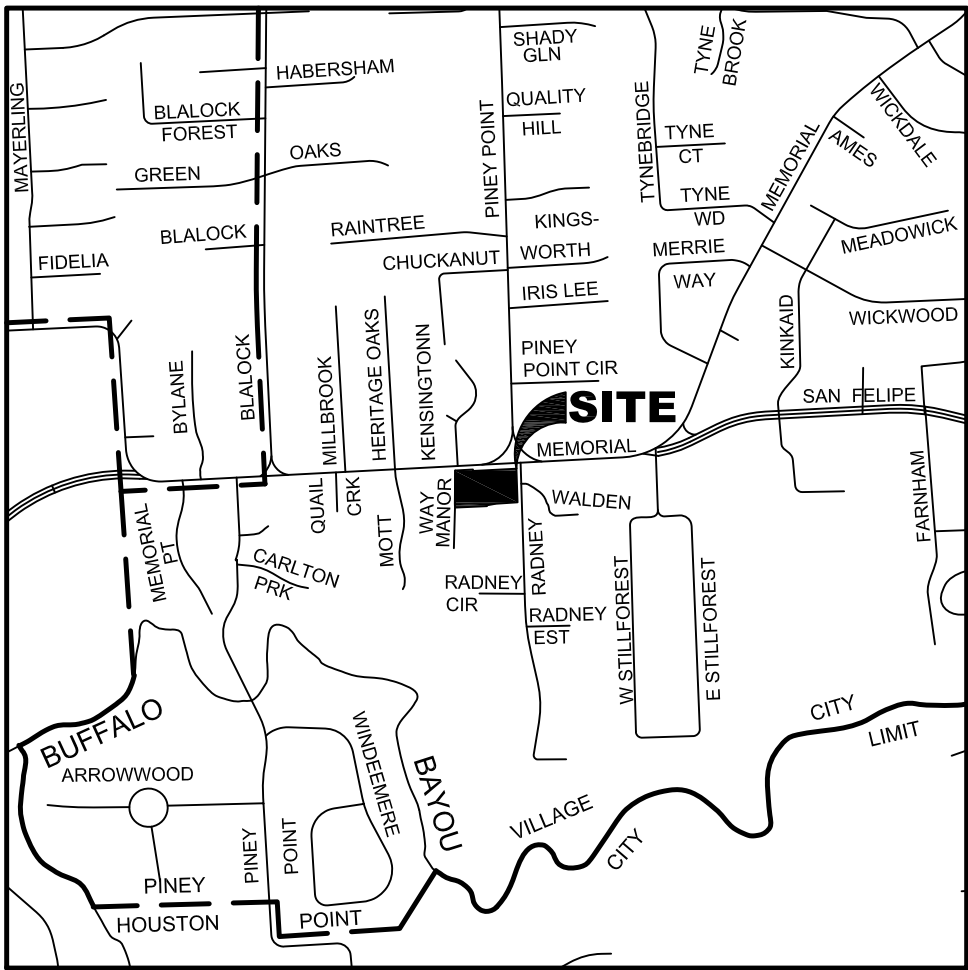 SHADY
GLN
TYNE
BROOK
HABERSHAM
MAYERLING
BLALOCK
FOREST
QUALITY
HILL
PINEY POINT
TYNEBRIDGE
TYNE
CT
MEMORIAL
AMES
WICKDALE
GREEN
OAKS
TYNE
WD
BLALOCK
RAINTREE
KINGS-
WORTH
MERRIE
WAY
MEADOWICK
FIDELIA
CHUCKANUT
IRIS LEE
KINKAID
WICKWOOD
BYLANE
BLALOCK
MILLBROOK
HERITAGE OAKS
KENSINGTONN
PINEY
POINT CIR
SITE
SAN FELIPE
MEMORIAL
MEMORIAL
PT
QUAIL
CRK
MOTT
WAY
MANOR
WALDEN
FARNHAM
CARLTON
PRK
RADNEY
RADNEY
CIR
RADNEY
EST
W STILLFOREST
E STILLFOREST
BUFFALO
BAYOU
WINDEEMERE
CITY
LIMIT
ARROWWOOD
VILLAGE
CITY
PINEY
POINT
PINEY
HOUSTON
POINT